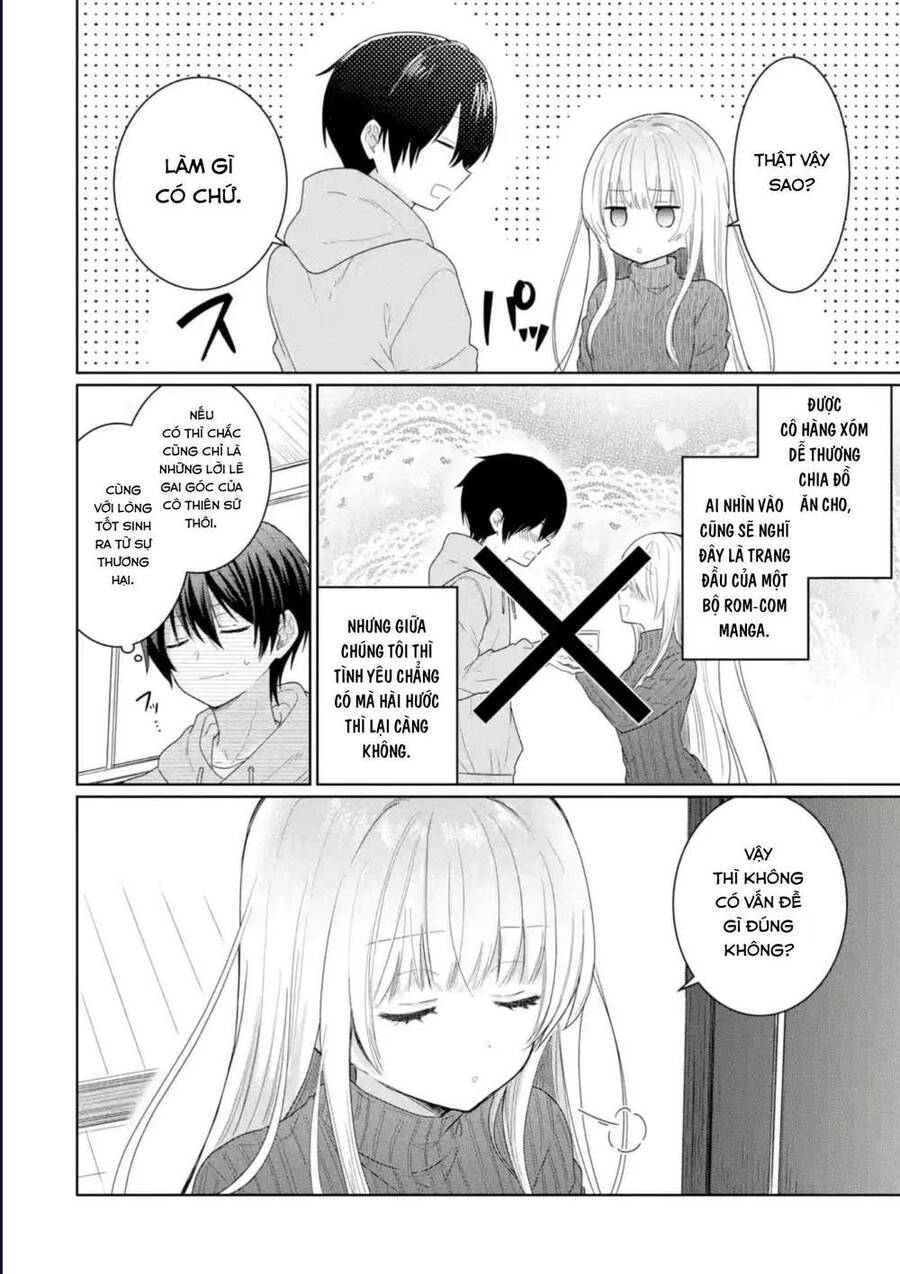 THẬT VẬY
SAO?
LÀM GÌ
CÓ CHỨ.
パッ
ス
ĐƯỢC
CÔ HÀNG XÓM
DỄ THƯƠNG
CHIA ĐỒ
ĂN CHO,
AI NHÌN VÀO
CŨNG SẼ NGHĨ
ĐÂY LÀ TRANG
ĐẦU CỦA MỘT
BỘ ROM-COM
MANGA.
NHƯNG GIỮA
CHÚNG TÔI THÌ
TÌNH YÊU CHẲNG
CÓ MÀ HÀI HƯỚC
THÌ LẠI CÀNG
KHÔNG.
NẾU
CÓ THÌ CHẮC
CŨNG CHỈ LÀ
NHỮNG LỜI LẼ
GAI GÓC CỦA
CÔ THIÊN SỨ
THÔI.
CÙNG
VỚI LÒNG
TỐT SINH
RA TỪ SỰ
THƯƠNG
HẠI.
VẬY
THÌ KHÔNG
CÓ VẤN ĐỀ
GÌ ĐÚNG
KHÔNG?